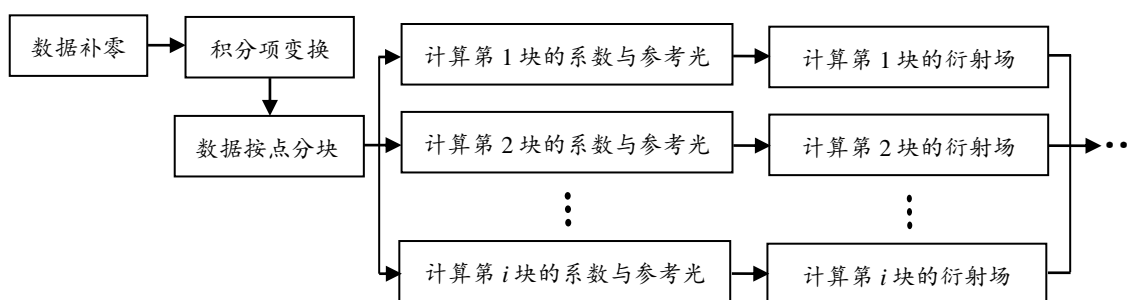 数据补零
积分项变换
数据按点分块
计算第 1 块的系数与参考光
计算第 1 块的衍射场
计算第 2 块的系数与参考光
计算第 2 块的衍射场
计算第 i 块的系数与参考光
计算第 i 块的衍射场